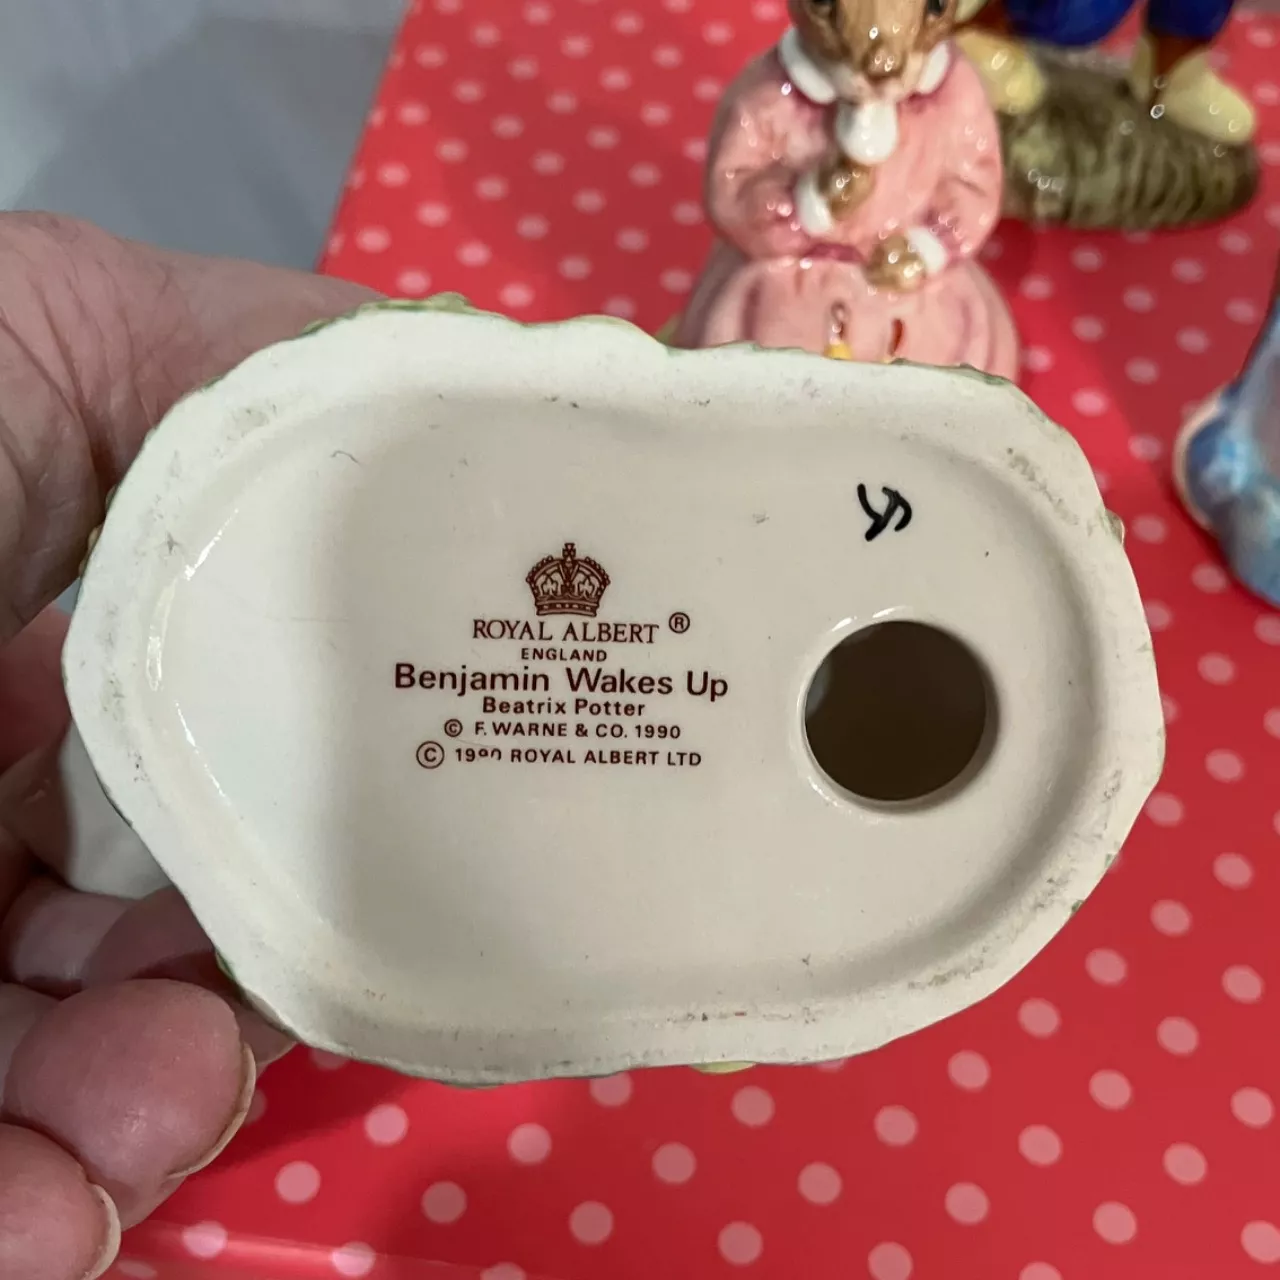 ROYAL ALBERT ®
ENGLAND
Benjamin Wakes Up
Beatrix Potter
© F. WARNE & CO. 1990
© 1990 ROYAL ALBERT LTD